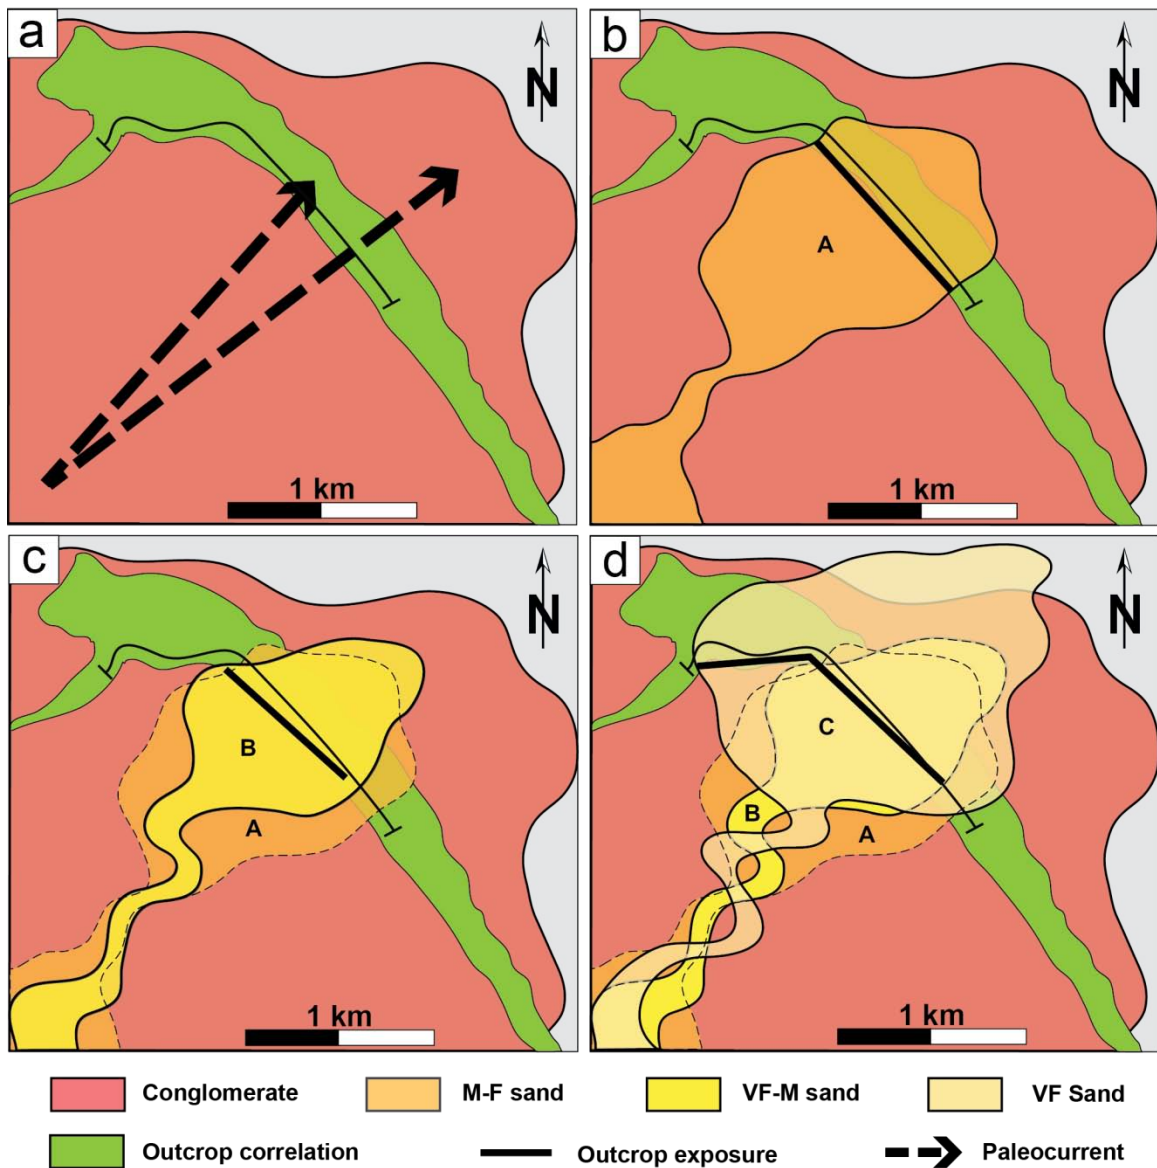 a
N
1 km
b
N
A
1 km
c
N
B
A
1 km
d
N
C
B
A
1 km
Conglomerate
M-F sand
VF-M sand
VF Sand
Outcrop correlation
Outcrop exposure
Paleocurrent